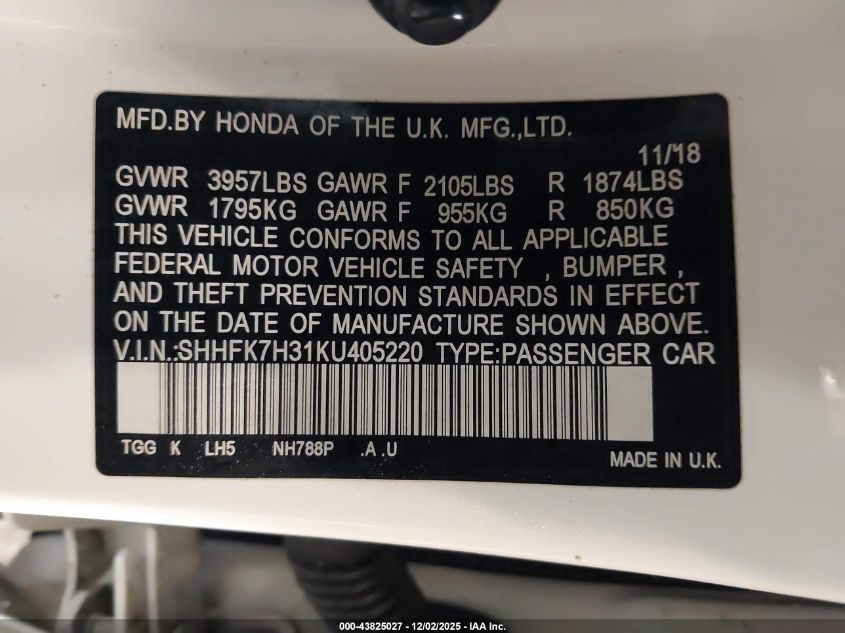 MFD.BY HONDA OF THE U.K. MFG.,LTD.
11/18
GVWR 3957LBS GAWR F 2105LBS R 1874LBS
GVWR 1795KG GAWR F 955KG R 850KG
THIS VEHICLE CONFORMS TO ALL APPLICABLE
FEDERAL MOTOR VEHICLE SAFETY , BUMPER ,
AND THEFT PREVENTION STANDARDS IN EFFECT
ON THE DATE OF MANUFACTURE SHOWN ABOVE.
V.I.N.:SHHFK7H31KU405220 TYPE:PASSENGER CAR
TGG K LH5 NH788P .A .U
MADE IN U.K.
000-43825027 - 12/02/2025 - IAA Inc.